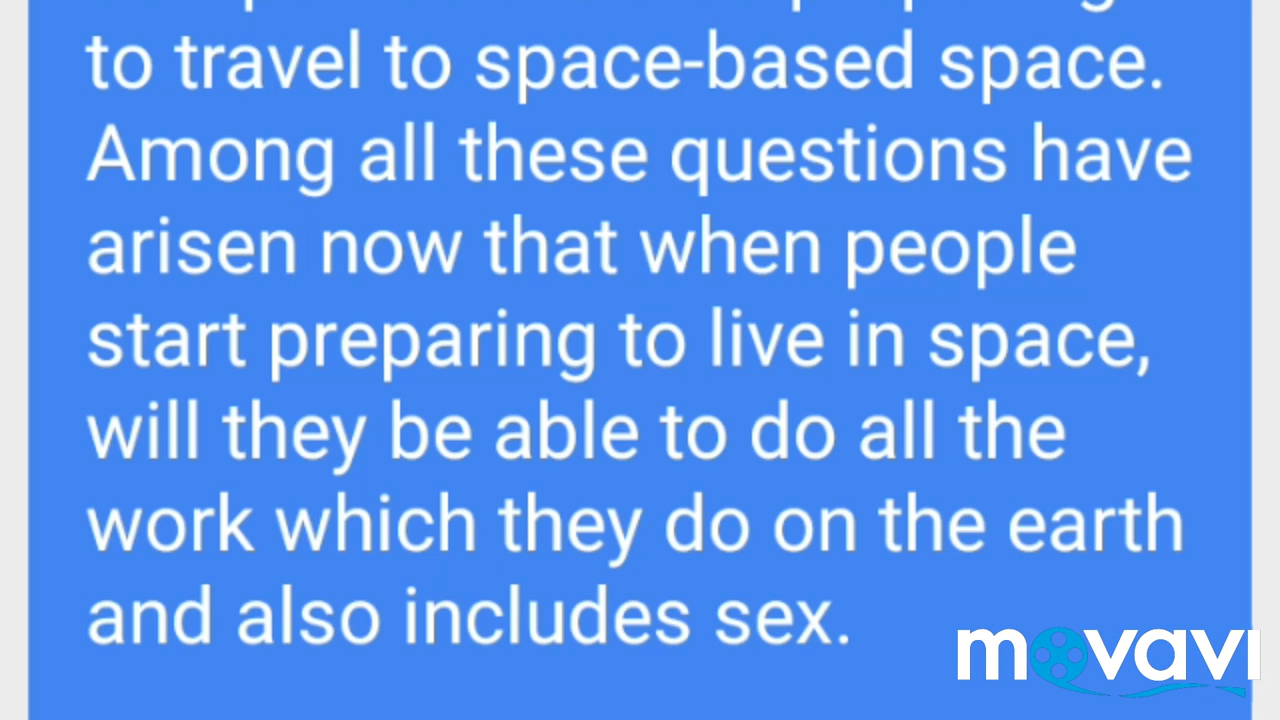 to travel to space-based space.
Among all these questions have
arisen now that when people
start preparing to live in space,
will they be able to do all the
work which they do on the earth
and also includes sex.
movavi